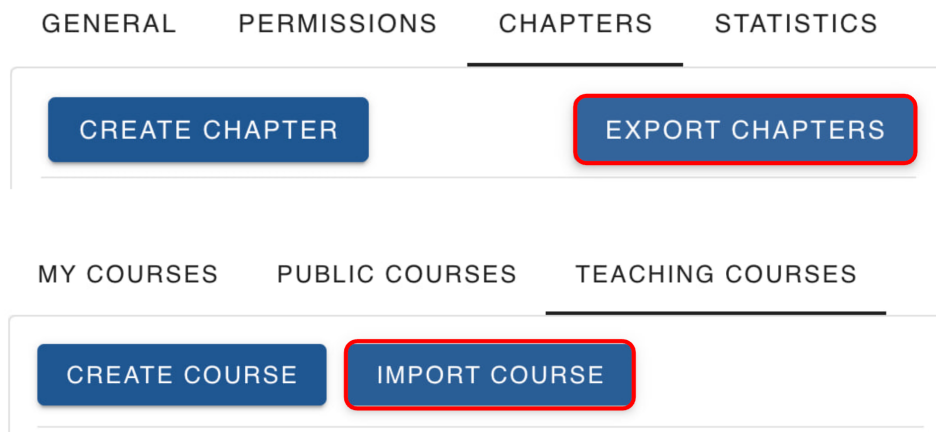 GENERAL PERMISSIONS CHAPTERS STATISTICS
CREATE CHAPTER EXPORT CHAPTERS
MY COURSES PUBLIC COURSES TEACHING COURSES
CREATE COURSE IMPORT COURSE